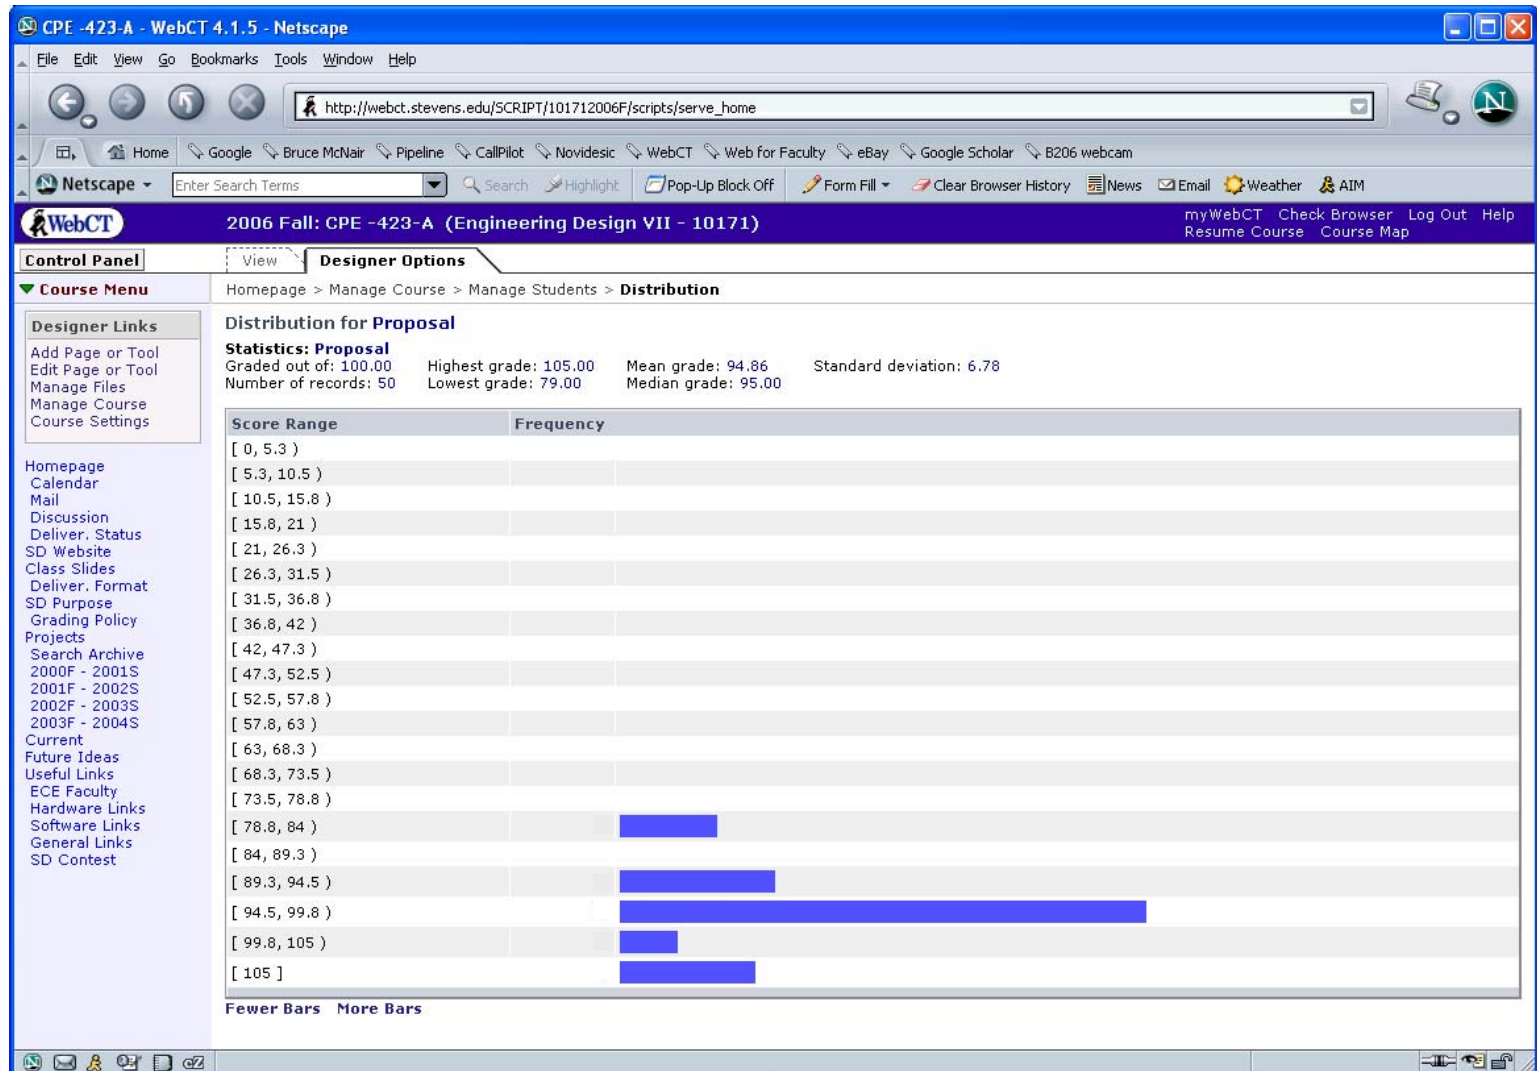 CPE -423-A - WebCT 4.1.5 - Netscape
File Edit View Go Bookmarks Tools Window Help
http://webct.stevens.edu/SCRIPT/101712006F/scripts/serve_home
N
Home Google Bruce McNair Pipeline CallPilot Novidesic WebCT Web for Faculty eBay Google Scholar B206 webcam
Netscape Enter Search Terms Search Highlight Pop-Up Block Off Form Fill Clear Browser History News Email Weather AIM
WebCT 2006 Fall: CPE -423-A (Engineering Design VII - 10171) myWebCT Check Browser Log Out Help
Resume Course Course Map
Control Panel View Designer Options
Course Menu Homepage > Manage Course > Manage Students > Distribution
Designer Links
Add Page or Tool
Edit Page or Tool
Manage Files
Manage Course
Course Settings
Homepage
Calendar
Mail
Discussion
Deliver. Status
SD Website
Class Slides
Deliver. Format
SD Purpose
Grading Policy
Projects
Search Archive
2000F - 2001S
2001F - 2002S
2002F - 2003S
2003F - 2004S
Current
Future Ideas
Useful Links
ECE Faculty
Hardware Links
Software Links
General Links
SD Contest
Distribution for Proposal
Statistics: Proposal
Graded out of: 100.00 Highest grade: 105.00 Mean grade: 94.86 Standard deviation: 6.78
Number of records: 50 Lowest grade: 79.00 Median grade: 95.00
Score Range Frequency
[ 0, 5.3 )
[ 5.3, 10.5 )
[ 10.5, 15.8 )
[ 15.8, 21 )
[ 21, 26.3 )
[ 26.3, 31.5 )
[ 31.5, 36.8 )
[ 36.8, 42 )
[ 42, 47.3 )
[ 47.3, 52.5 )
[ 52.5, 57.8 )
[ 57.8, 63 )
[ 63, 68.3 )
[ 68.3, 73.5 )
[ 73.5, 78.8 )
[ 78.8, 84 )
[ 84, 89.3 )
[ 89.3, 94.5 )
[ 94.5, 99.8 )
[ 99.8, 105 )
[ 105 ]
Fewer Bars More Bars